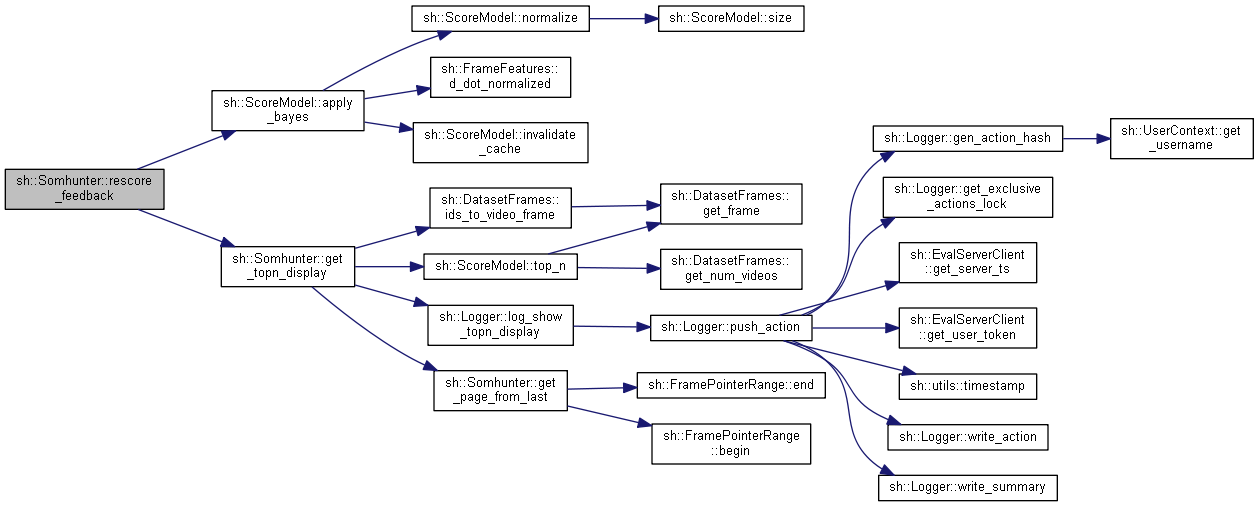 sh::Somhunter::rescore
_feedback
sh::ScoreModel::apply
_bayes
sh::ScoreModel::normalize
sh::ScoreModel::size
sh::FrameFeatures::
d_dot_normalized
sh::ScoreModel::invalidate
_cache
sh::Somhunter::get
_topn_display
sh::DatasetFrames::
ids_to_video_frame
sh::DatasetFrames::
get_frame
sh::ScoreModel::top_n
sh::DatasetFrames::
get_num_videos
sh::Logger::log_show
_topn_display
sh::Logger::push_action
sh::Logger::gen_action_hash
sh::UserContext::get
_username
sh::Logger::get_exclusive
_actions_lock
sh::EvalServerClient
::get_server_ts
sh::EvalServerClient
::get_user_token
sh::utils::timestamp
sh::Logger::write_action
sh::Logger::write_summary
sh::Somhunter::get
_page_from_last
sh::FramePointerRange::end
sh::FramePointerRange
::begin